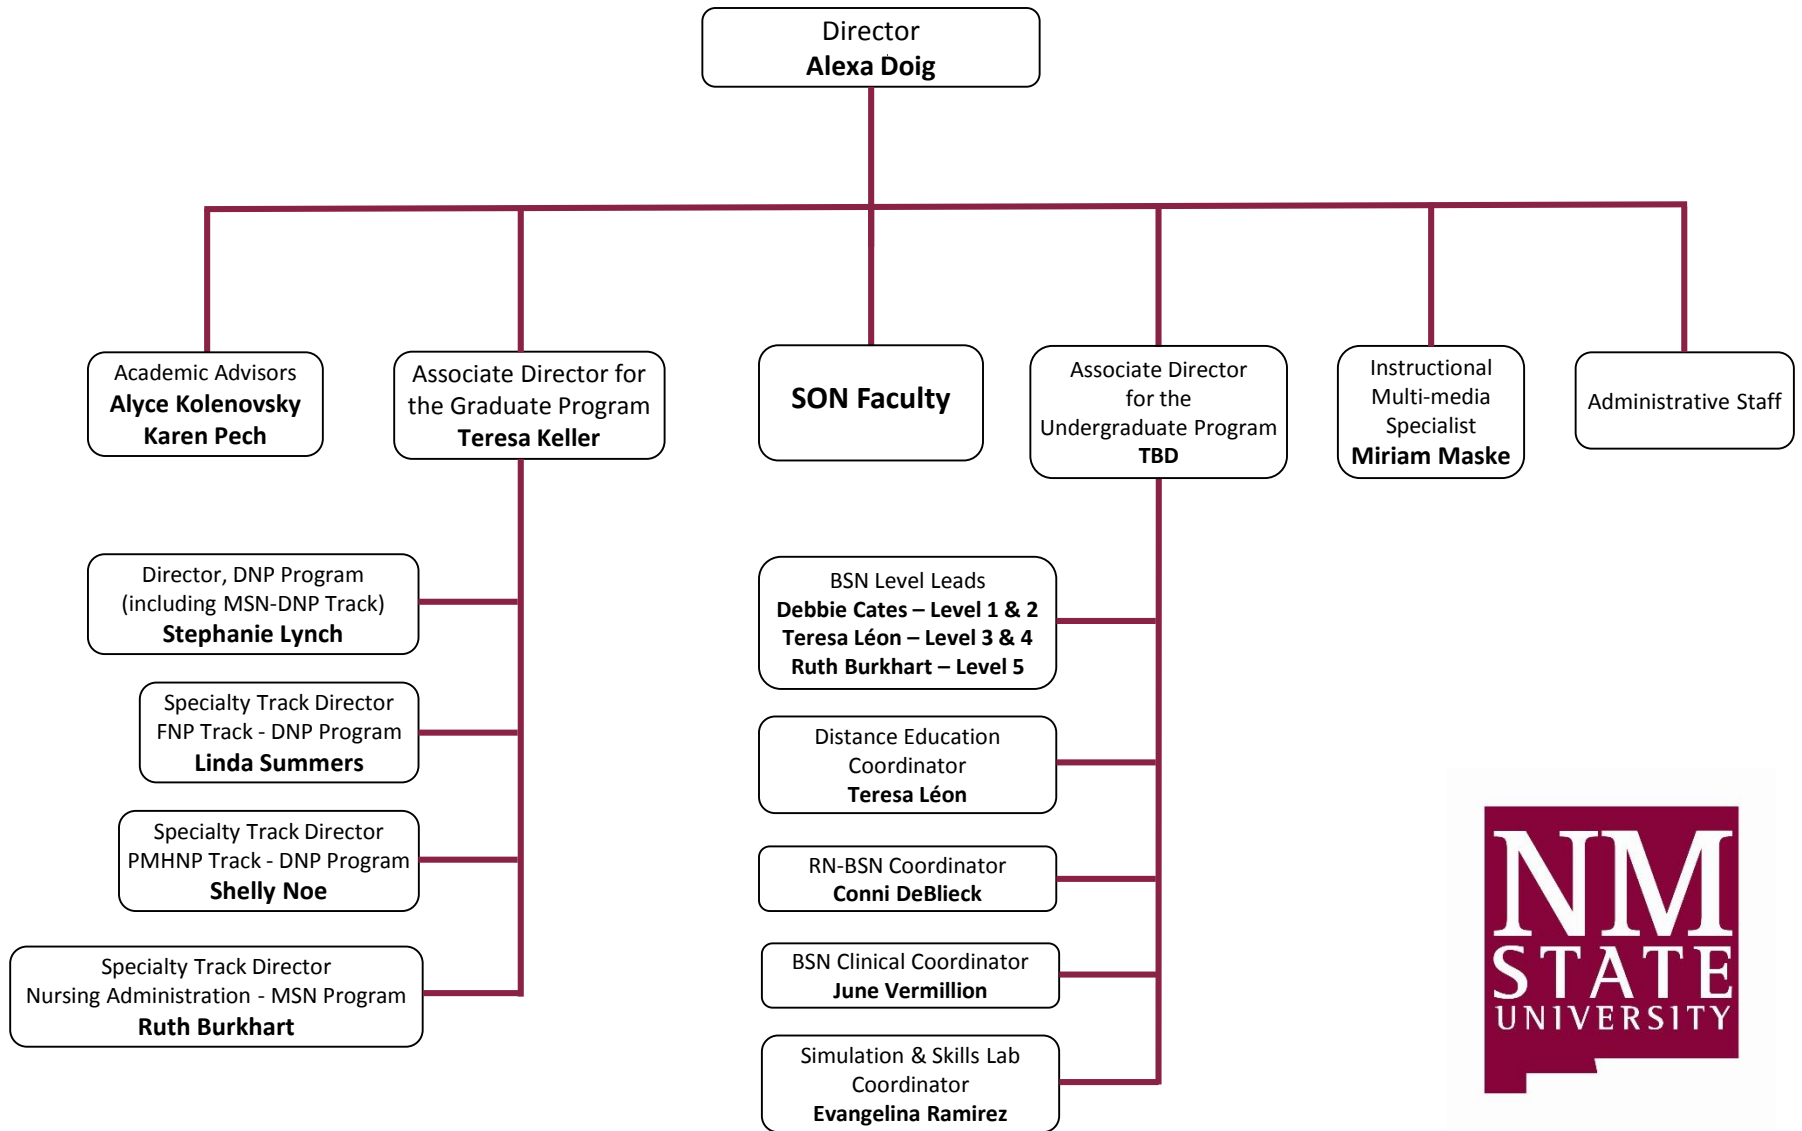 Director
Alexa Doig
Academic Advisors
Alyce Kolenovsky
Karen Pech
Associate Director for
the Graduate Program
Teresa Keller
SON Faculty
Associate Director
for the
Undergraduate Program
TBD
Instructional
Multi-media
Specialist
Miriam Maske
Administrative Staff
Director, DNP Program
(including MSN-DNP Track)
Stephanie Lynch
Specialty Track Director
FNP Track - DNP Program
Linda Summers
Specialty Track Director
PMHNP Track - DNP Program
Shelly Noe
Specialty Track Director
Nursing Administration - MSN Program
Ruth Burkhart
BSN Level Leads
Debbie Cates – Level 1 & 2
Teresa Léon – Level 3 & 4
Ruth Burkhart – Level 5
Distance Education
Coordinator
Teresa Léon
RN-BSN Coordinator
Conni DeBlieck
BSN Clinical Coordinator
June Vermillion
Simulation & Skills Lab
Coordinator
Evangelina Ramirez
NM
STATE
UNIVERSITY